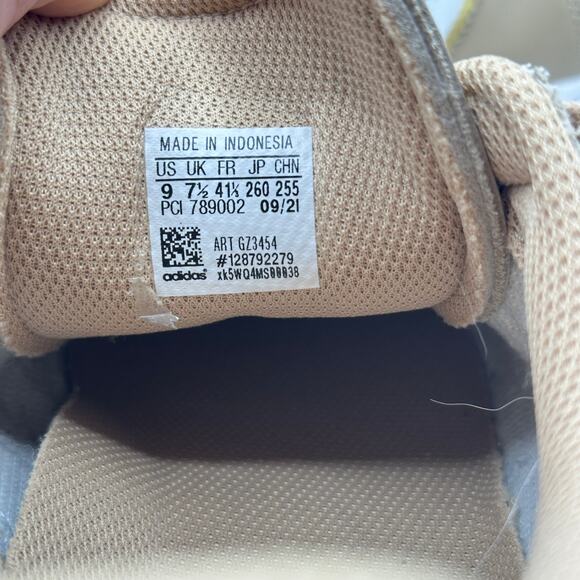 MADE IN INDONESIA
US UK FR JP CHN
9 7½ 41⅓ 260 255
PCI 789002 09/21
ART GZ3454
#128792279
adidas xk5WQ4MS00038